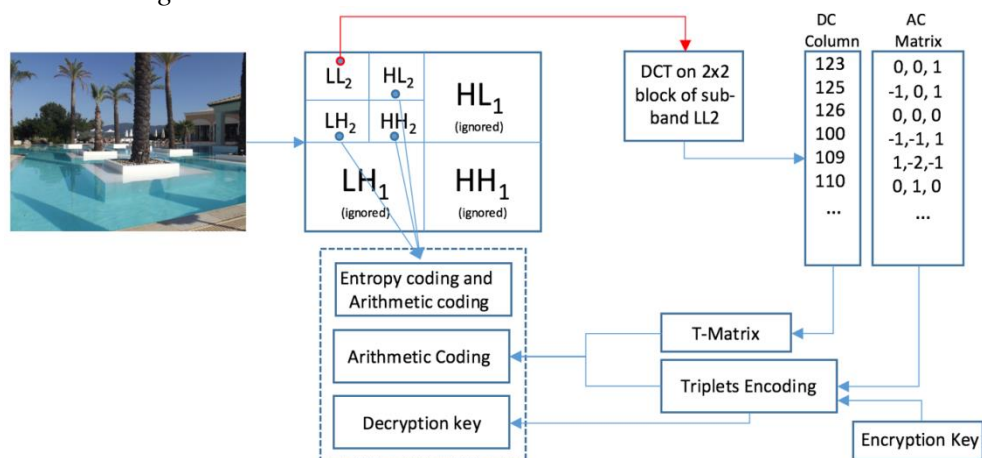 DC
Column
AC
Matrix
LL2
HL2
HL1
(ignored)
LH2
HH2
LH1
(ignored)
HH1
(ignored)
DCT on 2x2
block of sub-
band LL2
123
125
126
100
109
110
...
0, 0, 1
-1, 0, 1
0, 0, 0
-1,-1, 1
1,-2,-1
0, 1, 0
...
Entropy coding and
Arithmetic coding
Arithmetic Coding
Decryption key
T-Matrix
Triplets Encoding
Encryption Key